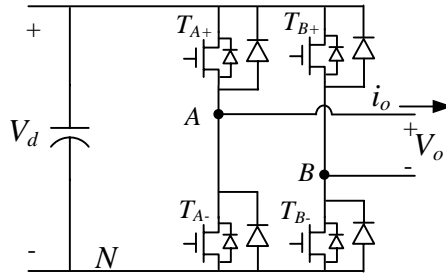 +
T_{A+}
T_{B+}
A
i_o
+
V_d
V_o
B
-
T_{A-}
T_{B-}
-
N